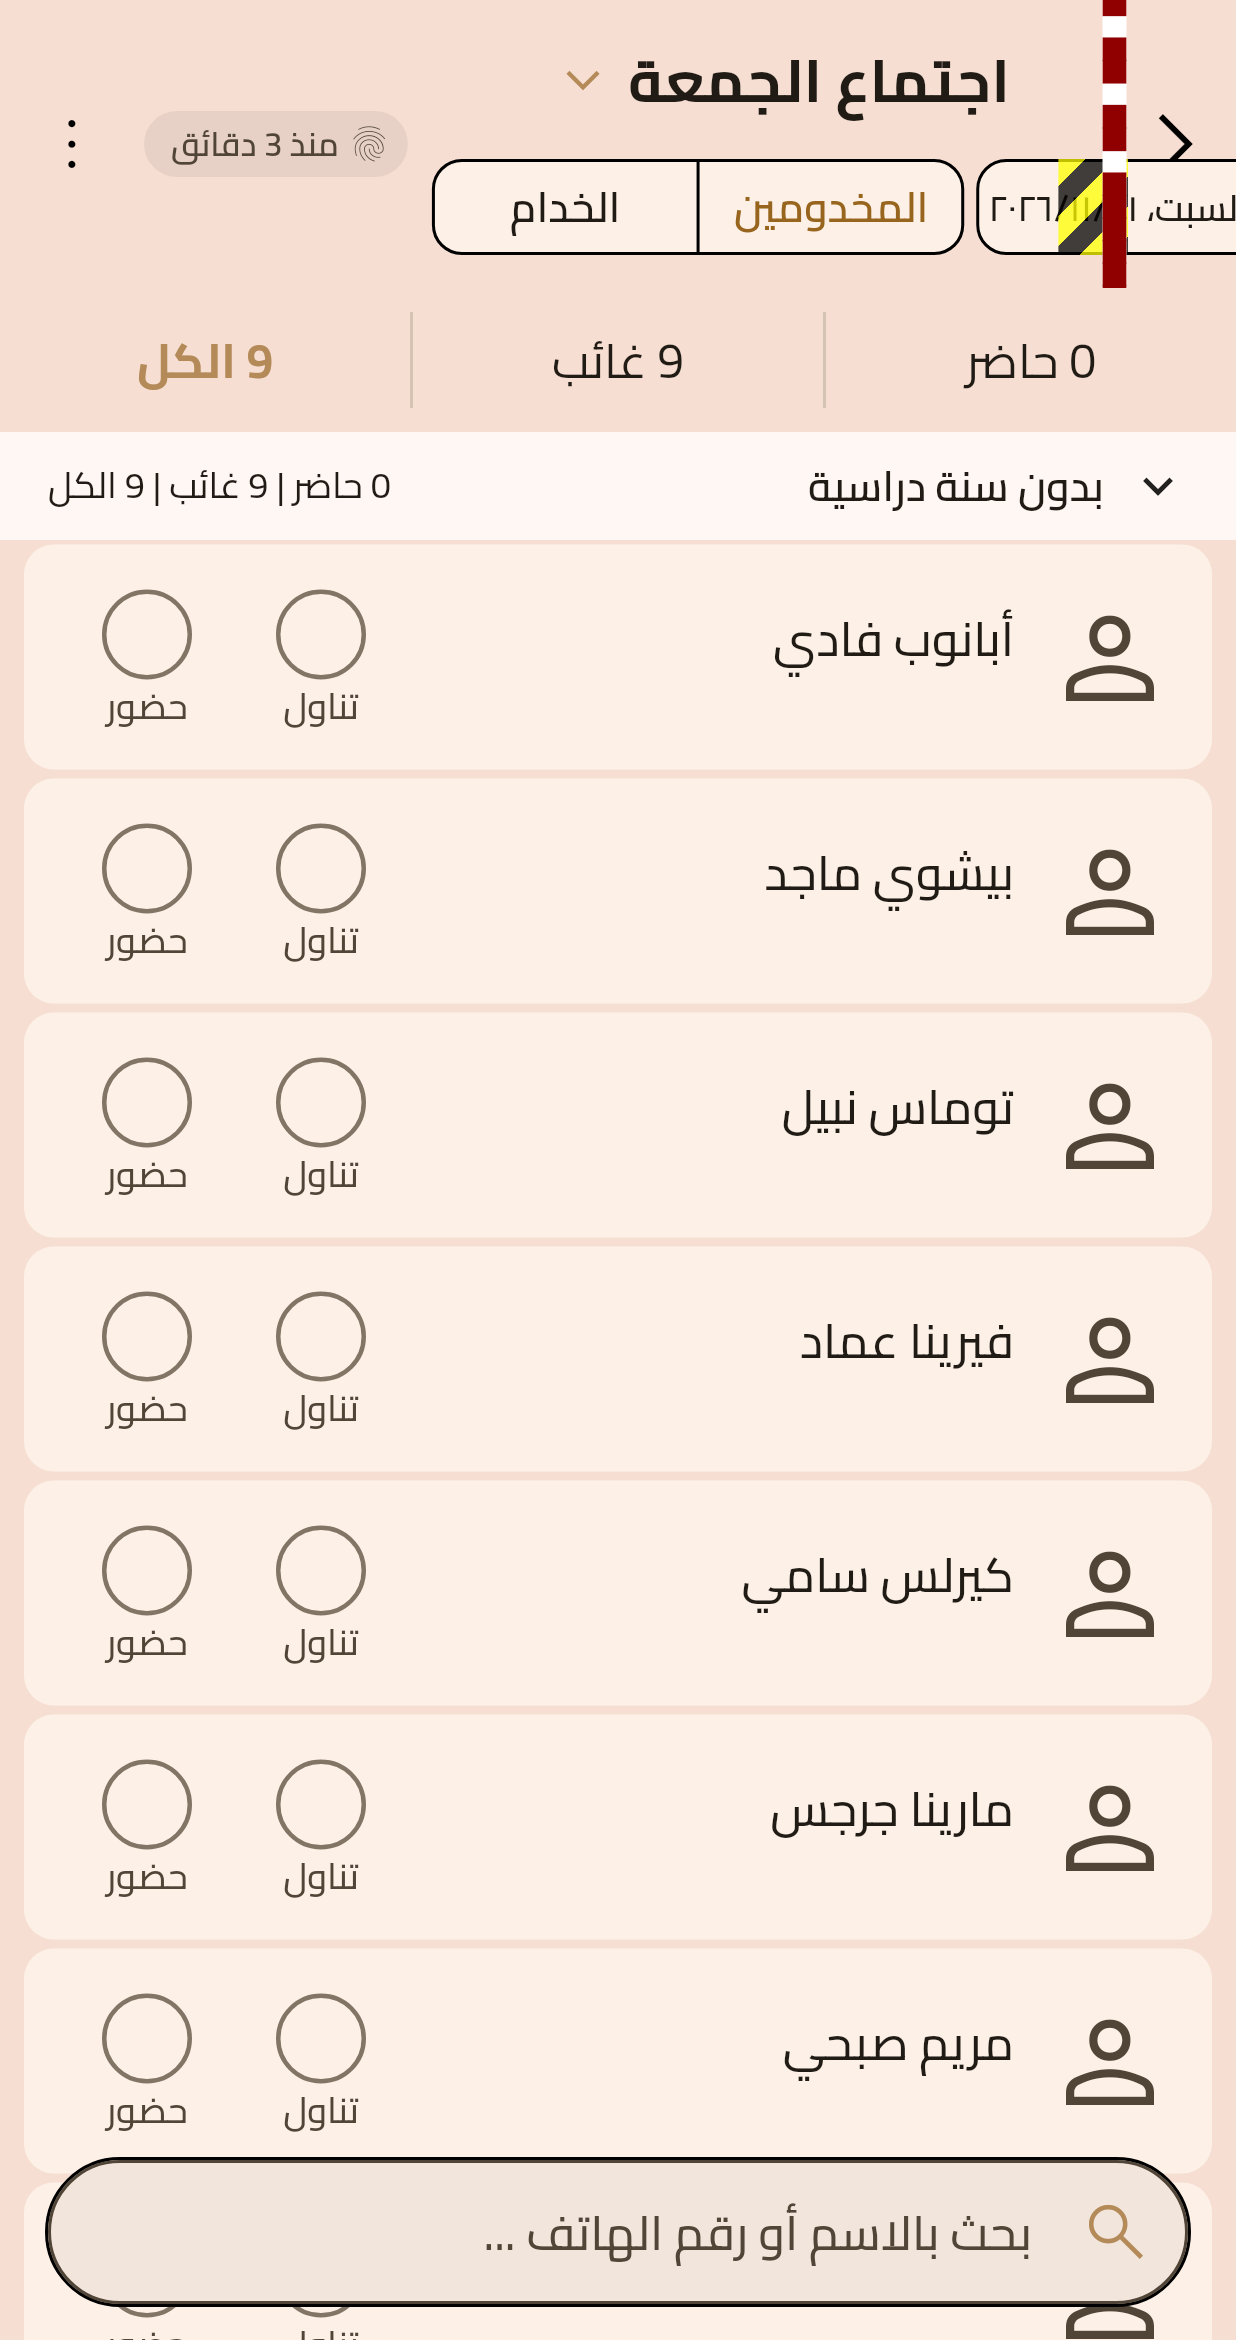 اجتماع الجمعة
منذ 3 دقائق
المخدومين
الخدام
0 حاضر
9 غائب
9 الكل
بدون سنة دراسية
0 حاضر | 9 غائب | 9 الكل
أبانوب فادي
تناول
حضور
بيشوي ماجد
تناول
حضور
توماس نبيل
تناول
حضور
فيرينا عماد
تناول
حضور
كيرلس سامي
تناول
حضور
مارينا جرجس
تناول
حضور
مريم صبحي
تناول
حضور
بحث بالاسم أو رقم الهاتف ...